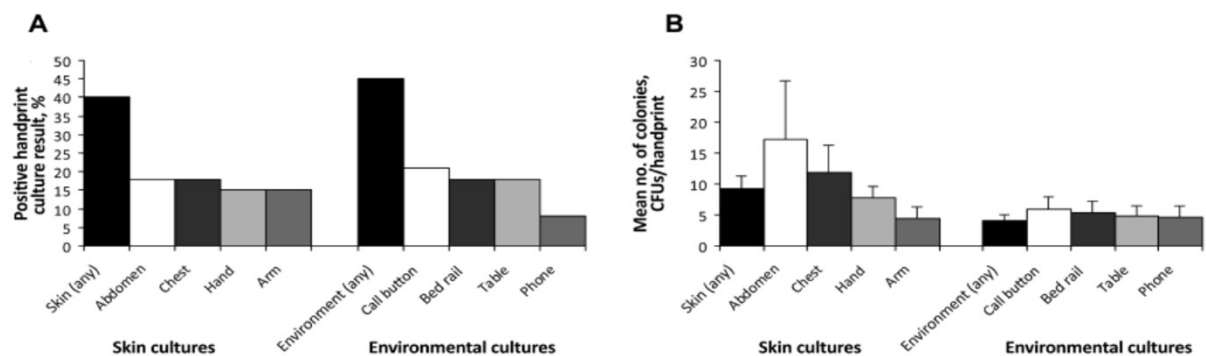 A
Positive handprint
culture result, %
50
45
40
35
30
25
20
15
10
5
0
Skin (any)
Abdomen
Chest
Hand
Arm
Environment (any)
Call button
Bed rail
Table
Phone
Skin cultures
Environmental cultures
B
Mean no. of colonies,
CFUs/handprint
30
25
20
15
10
5
0
Skin (any)
Abdomen
Chest
Hand
Arm
Environment (any)
Call button
Bed rail
Table
Phone
Skin cultures
Environmental cultures